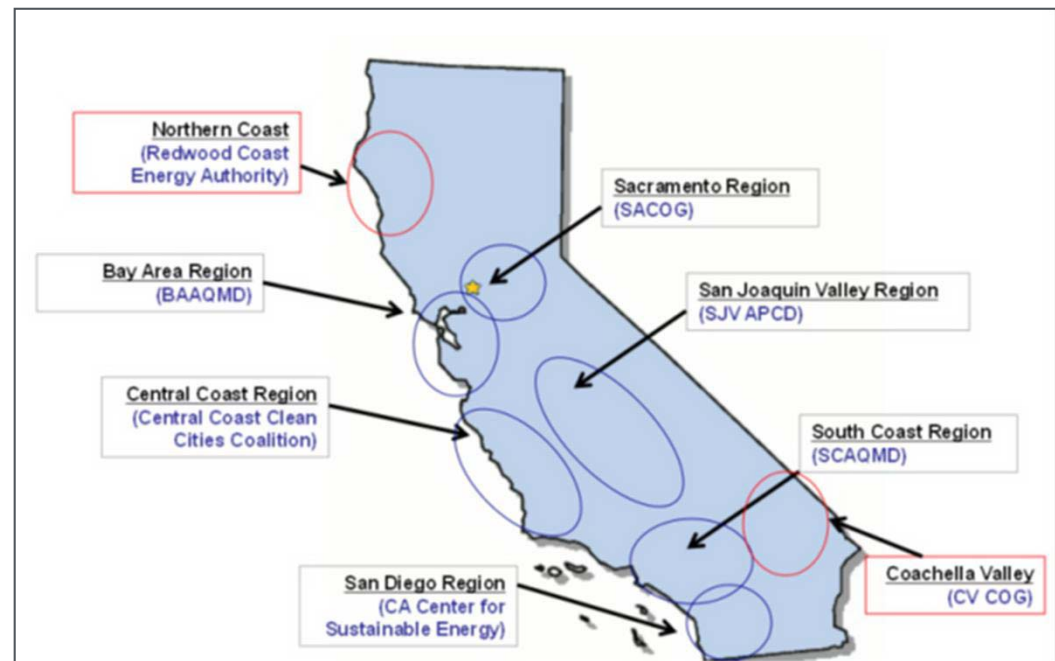 Northern Coast
(Redwood Coast
Energy Authority)
Sacramento Region
(SACOG)
Bay Area Region
(BAAQMD)
San Joaquin Valley Region
(SJV APCD)
Central Coast Region
(Central Coast Clean
Cities Coalition)
South Coast Region
(SCAQMD)
San Diego Region
(CA Center for
Sustainable Energy)
Coachella Valley
(CV COG)